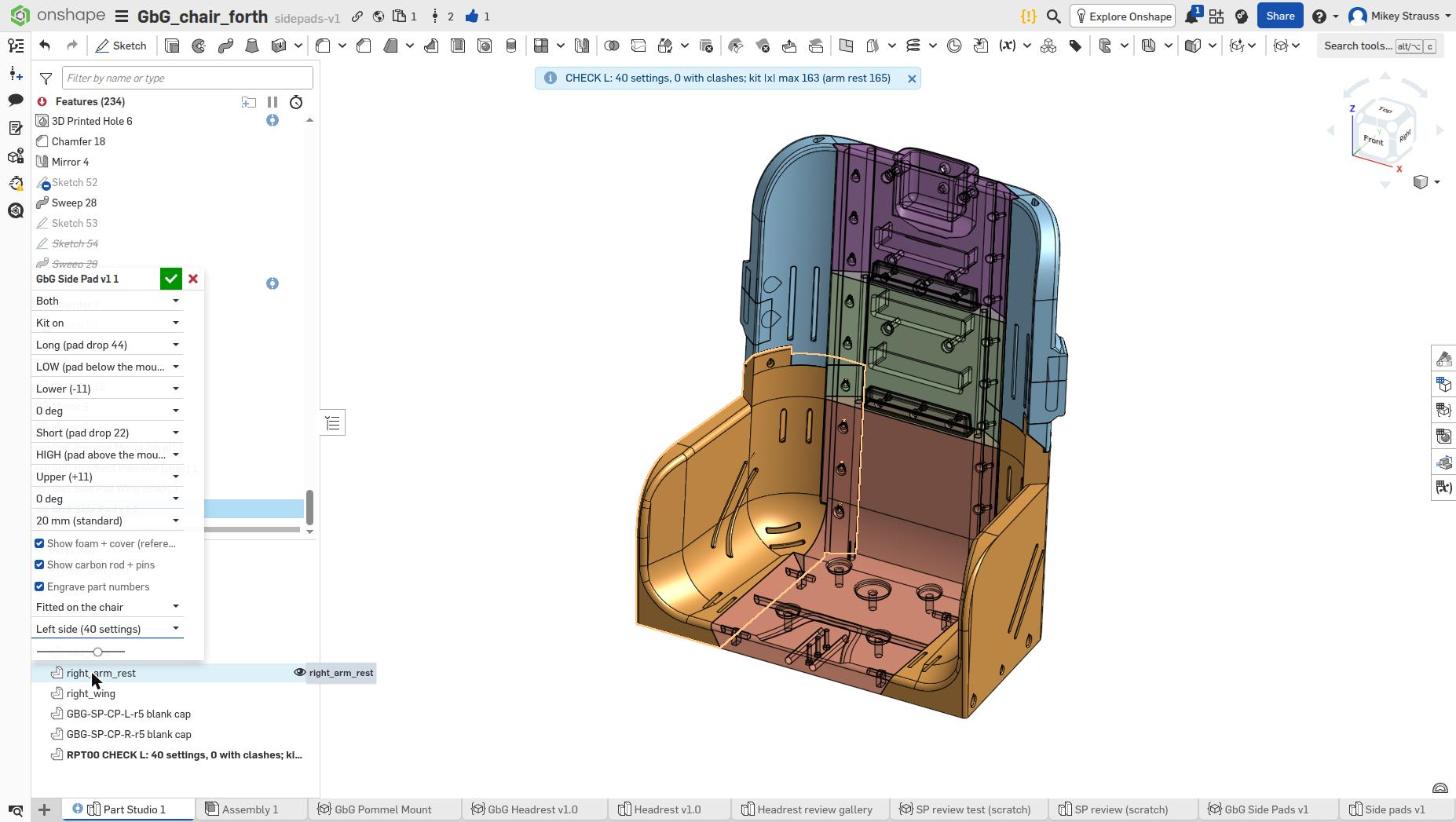 onshape
GbG_chair_forth
sidepads-v1
1
2
1
Explore Onshape
1
Share
Mikey Strauss
Sketch
Search tools...
alt/⌥
c
Filter by name or type
Features (234)
CHECK L: 40 settings, 0 with clashes; kit |x| max 163 (arm rest 165)
3D Printed Hole 6
Chamfer 18
Mirror 4
Sketch 52
Sweep 28
Sketch 53
Sketch 54
GbG Side Pad v1 1
Both
Kit on
Long (pad drop 44)
LOW (pad below the mou...
Lower (-11)
0 deg
Short (pad drop 22)
HIGH (pad above the mou...
Upper (+11)
0 deg
20 mm (standard)
Show foam + cover (refere...
Show carbon rod + pins
Engrave part numbers
Fitted on the chair
Left side (40 settings)
right_arm_rest
right_arm_rest
right_wing
GBG-SP-CP-L-r5 blank cap
GBG-SP-CP-R-r5 blank cap
RPT00 CHECK L: 40 settings, 0 with clashes; ki...
Z
Top
Y
Front
Right
X
Part Studio 1
Assembly 1
GbG Pommel Mount
GbG Headrest v1.0
Headrest v1.0
Headrest review gallery
SP review test (scratch)
SP review (scratch)
GbG Side Pads v1
Side pads v1